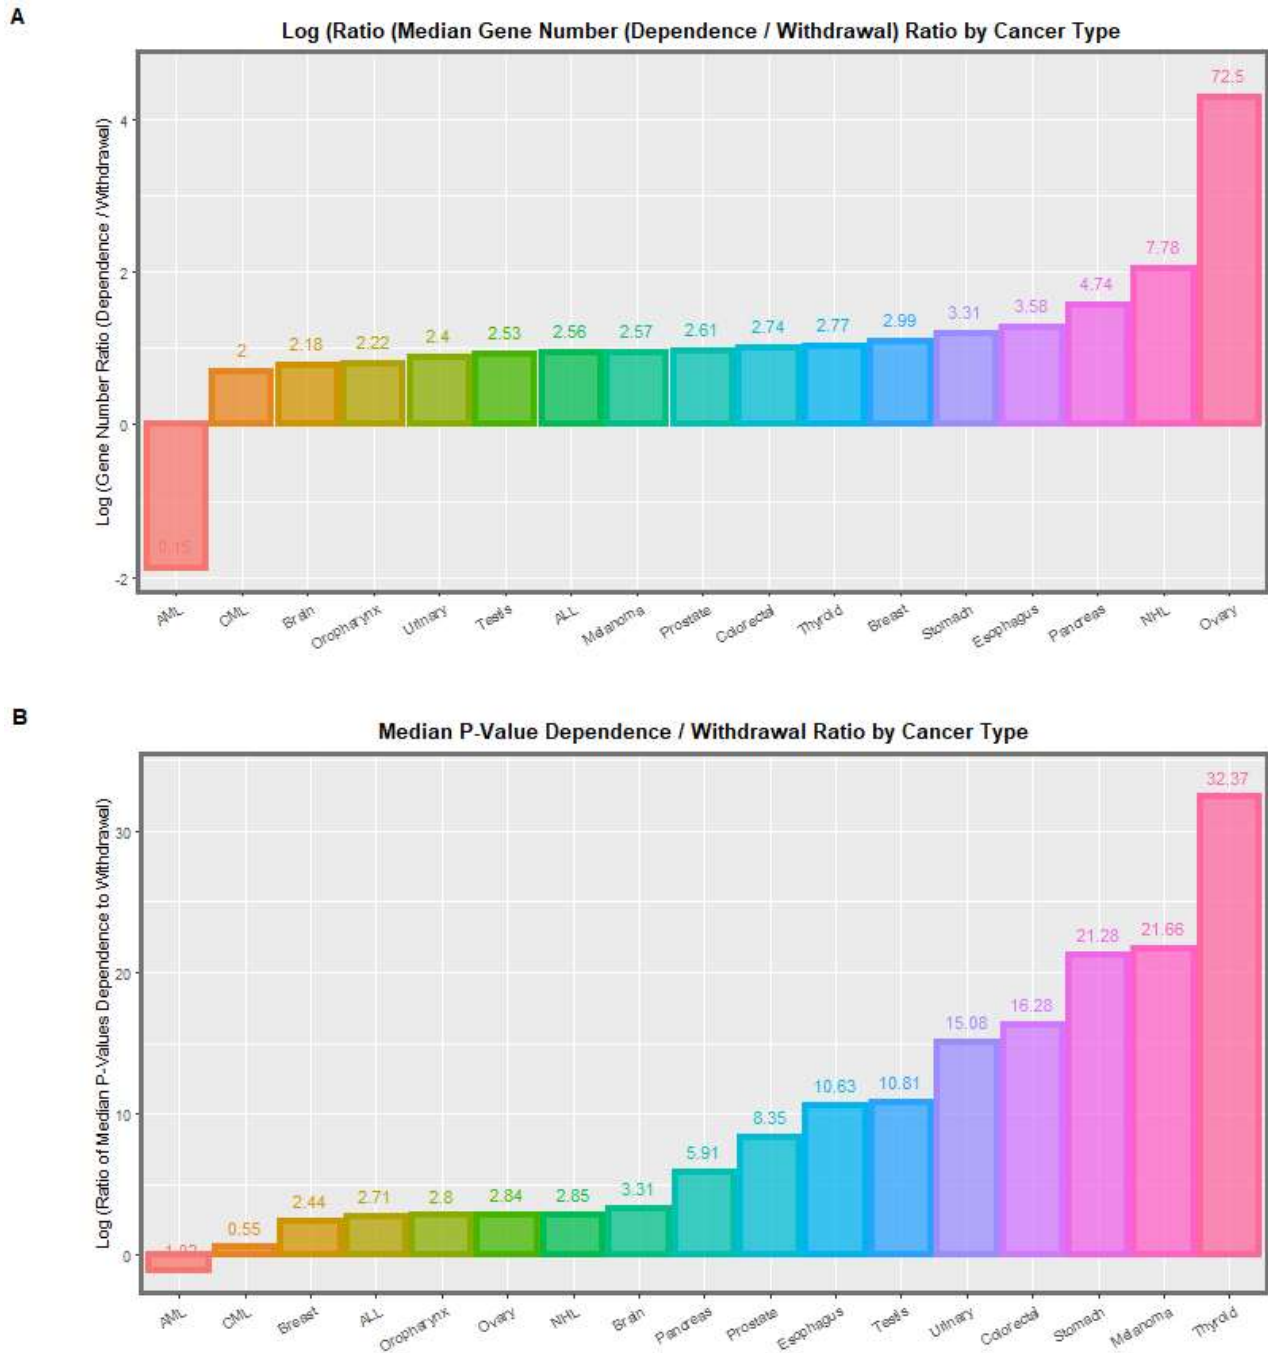 A
Log (Ratio (Median Gene Number (Dependence / Withdrawal) Ratio by Cancer Type
Log (Gene Number Ratio (Dependence / Withdrawal)
4
2
0
-2
0.15
2
2.18
2.22
2.4
2.53
2.56
2.57
2.61
2.74
2.77
2.99
3.31
3.58
4.74
7.78
72.5
AML
CML
Brain
Oropharynx
Urinary
Testis
ALL
Melanoma
Prostate
Colorectal
Thyroid
Breast
Stomach
Esophagus
Pancreas
NHL
Ovary
B
Median P-Value Dependence / Withdrawal Ratio by Cancer Type
Log (Ratio of Median P-Values Dependence to Withdrawal)
30
20
10
0
0.55
2.44
2.71
2.8
2.84
2.85
3.31
5.91
8.35
10.63
10.81
15.08
16.28
21.28
21.66
32.37
AML
CML
Breast
ALL
Oropharynx
Ovary
NHL
Brain
Pancreas
Prostate
Esophagus
Testis
Urinary
Colorectal
Stomach
Melanoma
Thyroid